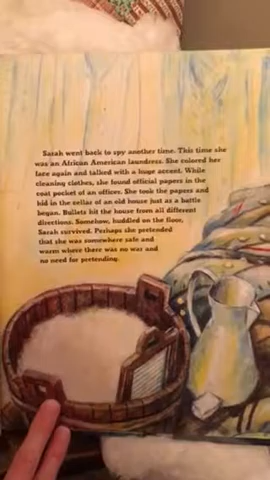 Sarah went back to spy another time. This time she
was an African American laundress. She colored her
face again and talked with a huge accent. While
cleaning clothes, she found official papers in the
coat pocket of an officer. She took the papers and
hid in the cellar of an old house just as a battle
began. Bullets hit the house from all different
directions. Somehow, huddled on the floor,
Sarah survived. Perhaps she pretended
that she was somewhere safe and
warm where there was no war and
no need for pretending.